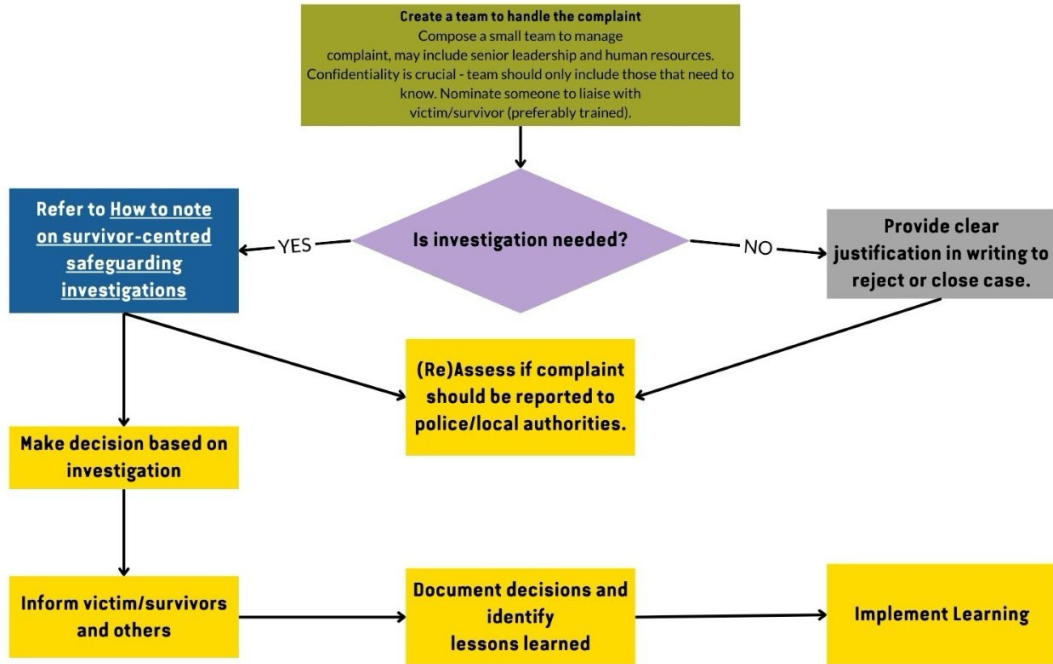 Create a team to handle the complaint
Compose a small team to manage
complaint, may include senior leadership and human resources.
Confidentiality is crucial - team should only include those that need to
know. Nominate someone to liaise with
victim/survivor (preferably trained).
Refer to How to note
on survivor-centred
safeguarding
investigations
YES
Is investigation needed?
NO
Provide clear
justification in writing to
reject or close case.
(Re)Assess if complaint
should be reported to
police/local authorities.
Make decision based on
investigation
Inform victim/survivors
and others
Document decisions and
identify
lessons learned
Implement Learning